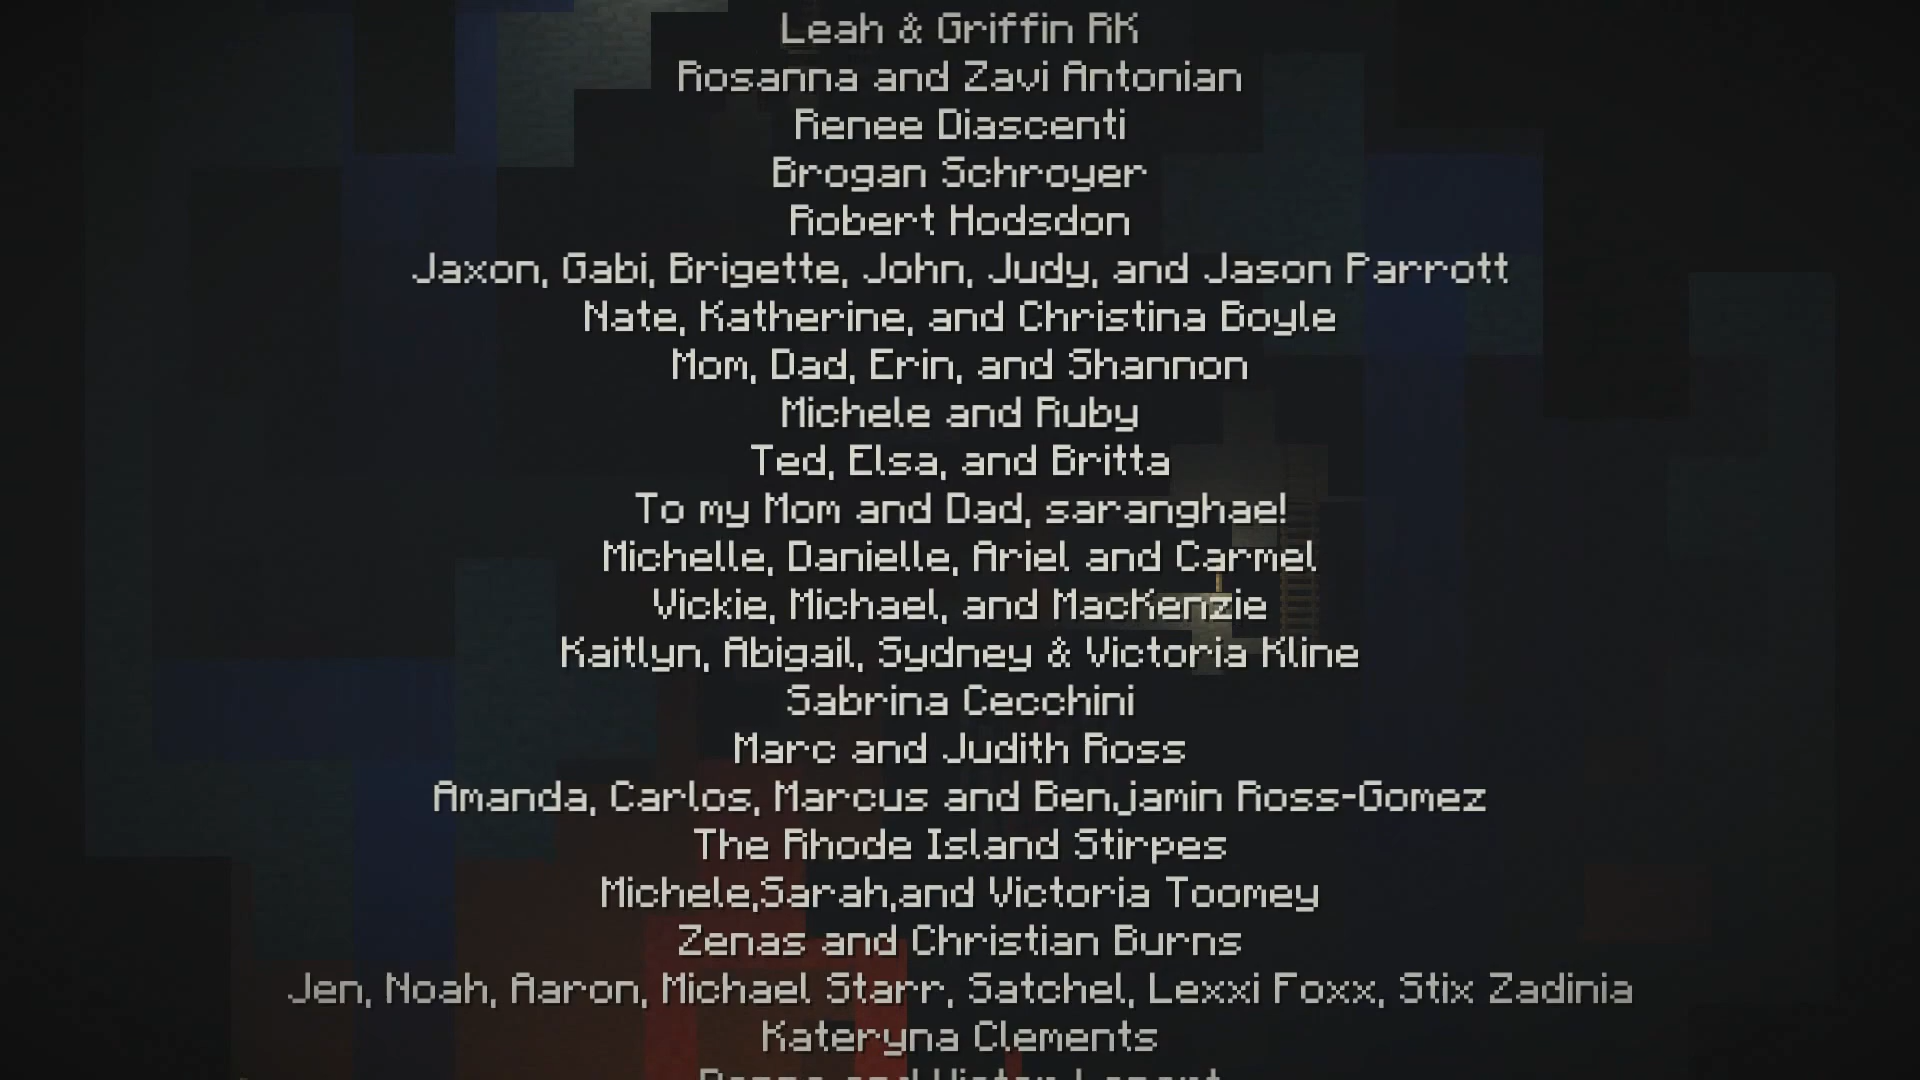 Leah & Griffin RK
Rosanna and Zavi Antonian
Renee Diascenti
Brogan Schroyer
Robert Hodsdon
Jaxon, Gabi, Brigette, John, Judy, and Jason Parrott
Nate, Katherine, and Christina Boyle
Mom, Dad, Erin, and Shannon
Michele and Ruby
Ted, Elsa, and Britta
To my Mom and Dad, saranghae!
Michelle, Danielle, Ariel and Carmel
Vickie, Michael, and MacKenzie
Kaitlyn, Abigail, Sydney & Victoria Kline
Sabrina Cecchini
Marc and Judith Ross
Amanda, Carlos, Marcus and Benjamin Ross-Gomez
The Rhode Island Stirpes
Michele,Sarah,and Victoria Toomey
Zenas and Christian Burns
Jen, Noah, Aaron, Michael Starr, Satchel, Lexxi Foxx, Stix Zadinia
Kateryna Clements
and